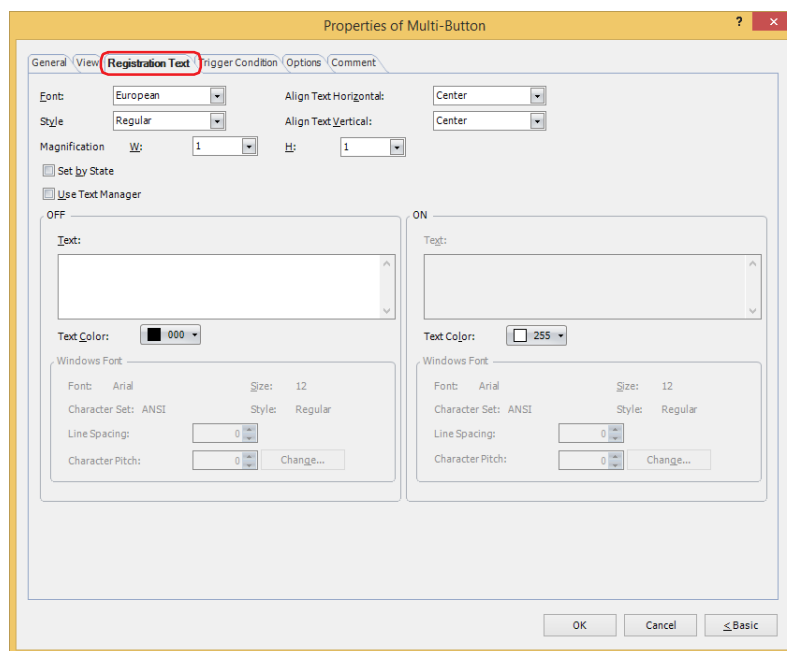 Properties of Multi-Button ? ×
General View Registration Text Trigger Condition Options Comment
Font: European Align Text Horizontal: Center
Style Regular Align Text Vertical: Center
Magnification W: 1 H: 1
Set by State
Use Text Manager
OFF ON
Text: Text:
Text Color: 000 Text Color: 255
Windows Font Windows Font
Font: Arial Size: 12 Font: Arial Size: 12
Character Set: ANSI Style: Regular Character Set: ANSI Style: Regular
Line Spacing: 0 Line Spacing: 0
Character Pitch: 0 Change... Character Pitch: 0 Change...
OK Cancel < Basic